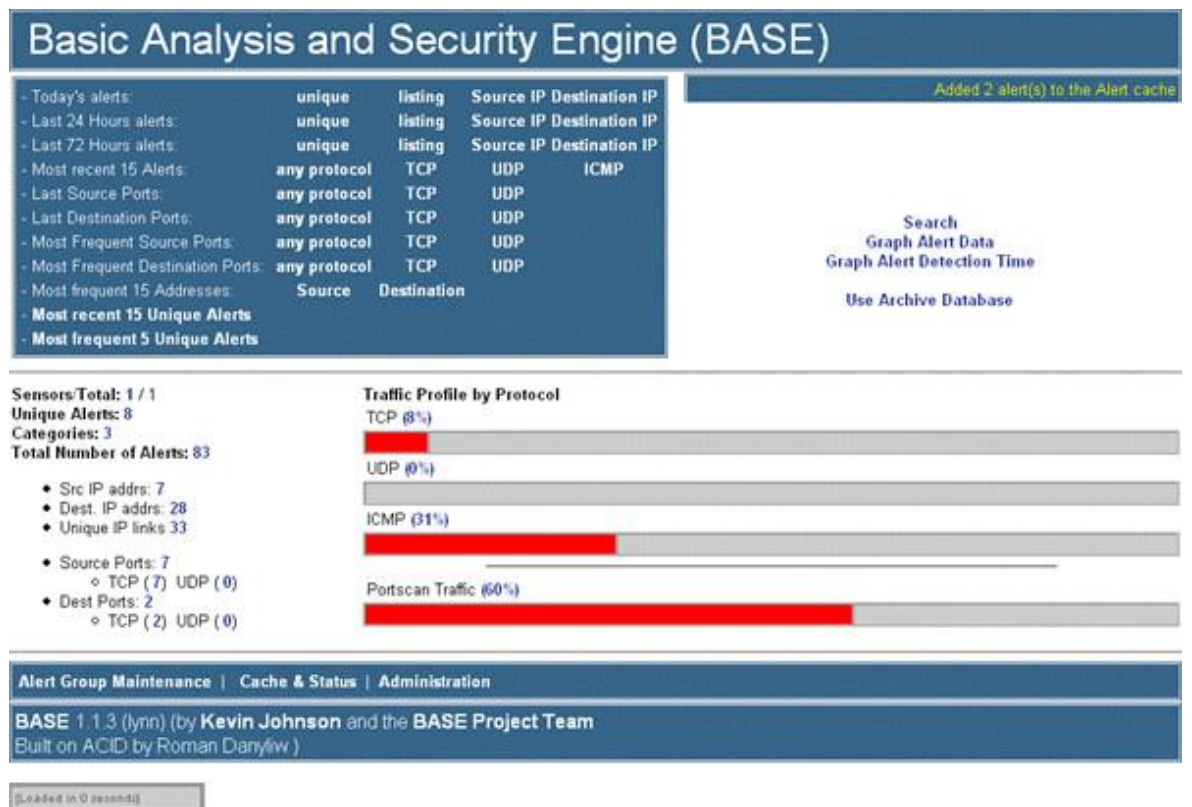 Basic Analysis and Security Engine (BASE)
- Today's alerts: unique listing Source IP Destination IP
- Last 24 Hours alerts: unique listing Source IP Destination IP
- Last 72 Hours alerts: unique listing Source IP Destination IP
- Most recent 15 Alerts: any protocol TCP UDP ICMP
- Last Source Ports: any protocol TCP UDP
- Last Destination Ports: any protocol TCP UDP
- Most Frequent Source Ports: any protocol TCP UDP
- Most Frequent Destination Ports: any protocol TCP UDP
- Most frequent 15 Addresses: Source Destination
- Most recent 15 Unique Alerts
- Most frequent 5 Unique Alerts
Added 2 alert(s) to the Alert cache
Search
Graph Alert Data
Graph Alert Detection Time
Use Archive Database
Sensors/Total: 1 / 1
Unique Alerts: 8
Categories: 3
Total Number of Alerts: 83
Src IP addrs: 7
Dest. IP addrs: 28
Unique IP links 33
Source Ports: 7
TCP ( 7) UDP ( 0)
Dest Ports: 2
TCP ( 2) UDP ( 0)
Traffic Profile by Protocol
TCP (8%)
UDP (0%)
ICMP (31%)
Portscan Traffic (60%)
Alert Group Maintenance | Cache & Status | Administration
BASE 1.1.3 (lynn) (by Kevin Johnson and the BASE Project Team
Built on ACID by Roman Danyliw )
[Loaded in 0 seconds]